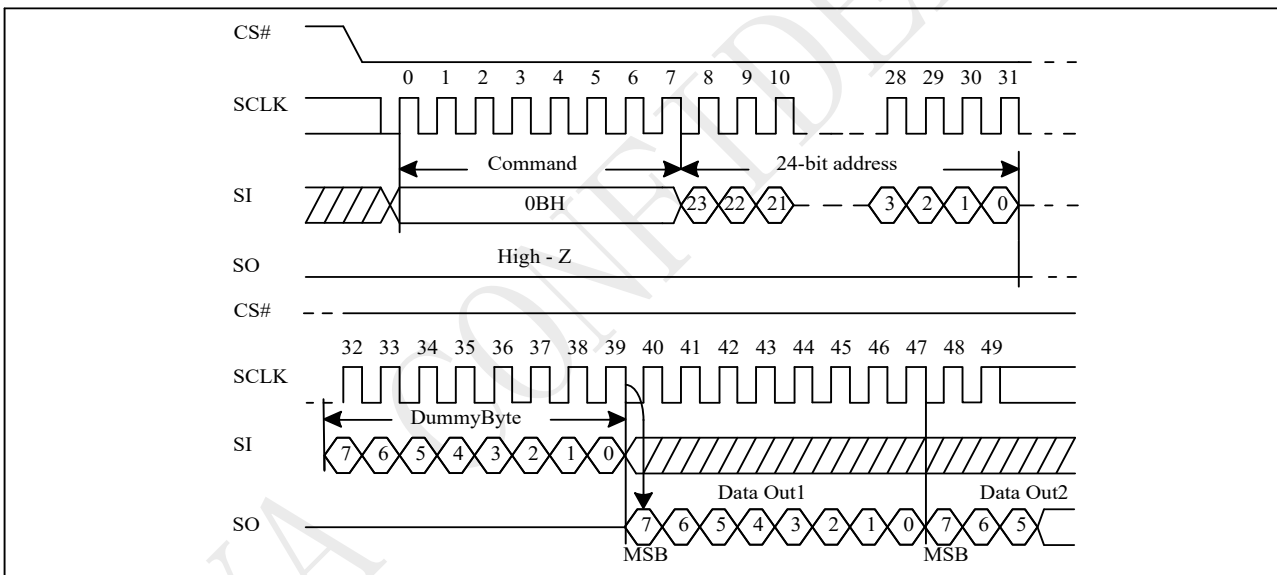 CS#
0 1 2 3 4 5 6 7 8 9 10 28 29 30 31
SCLK
Command 24-bit address
SI 0BH 23 22 21 3 2 1 0
High - Z
SO
CS#
32 33 34 35 36 37 38 39 40 41 42 43 44 45 46 47 48 49
SCLK
DummyByte
SI 7 6 5 4 3 2 1 0
Data Out1 Data Out2
SO 7 6 5 4 3 2 1 0 7 6 5
MSB MSB